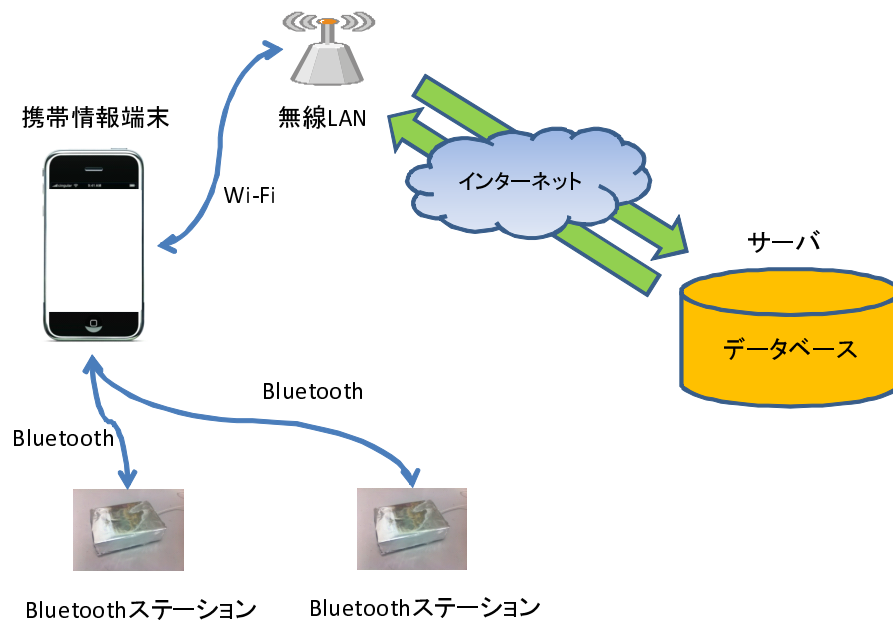 携帯情報端末
無線LAN
Wi-Fi
インターネット
サーバ
データベース
Bluetooth
Bluetooth
Bluetoothステーション
Bluetoothステーション